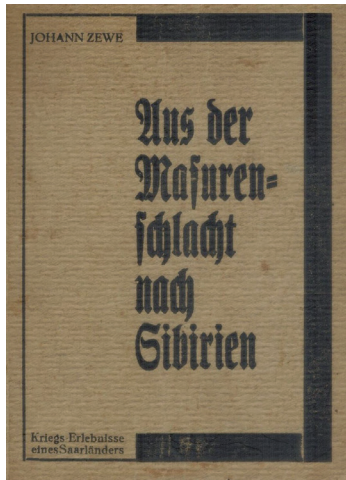 JOHANN ZEWE
Aus der
Masuren=
schlacht
nach
Sibirien
Kriegs-Erlebnisse
eines Saarländers